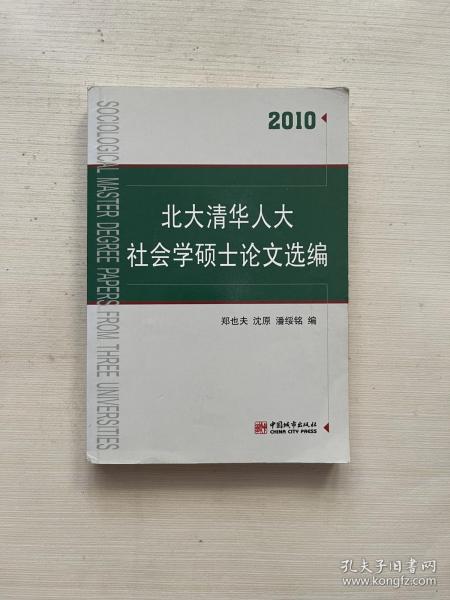 2010
SOCIOLOGICAL MASTER DEGREE PAPERS FROM THREE UNIVERSITIES
北大清华人大
社会学硕士论文选编
郑也夫 沈原 潘绥铭 编
中国城市出版社
CHINA CITY PRESS
孔夫子旧书网
www.kongfz.com